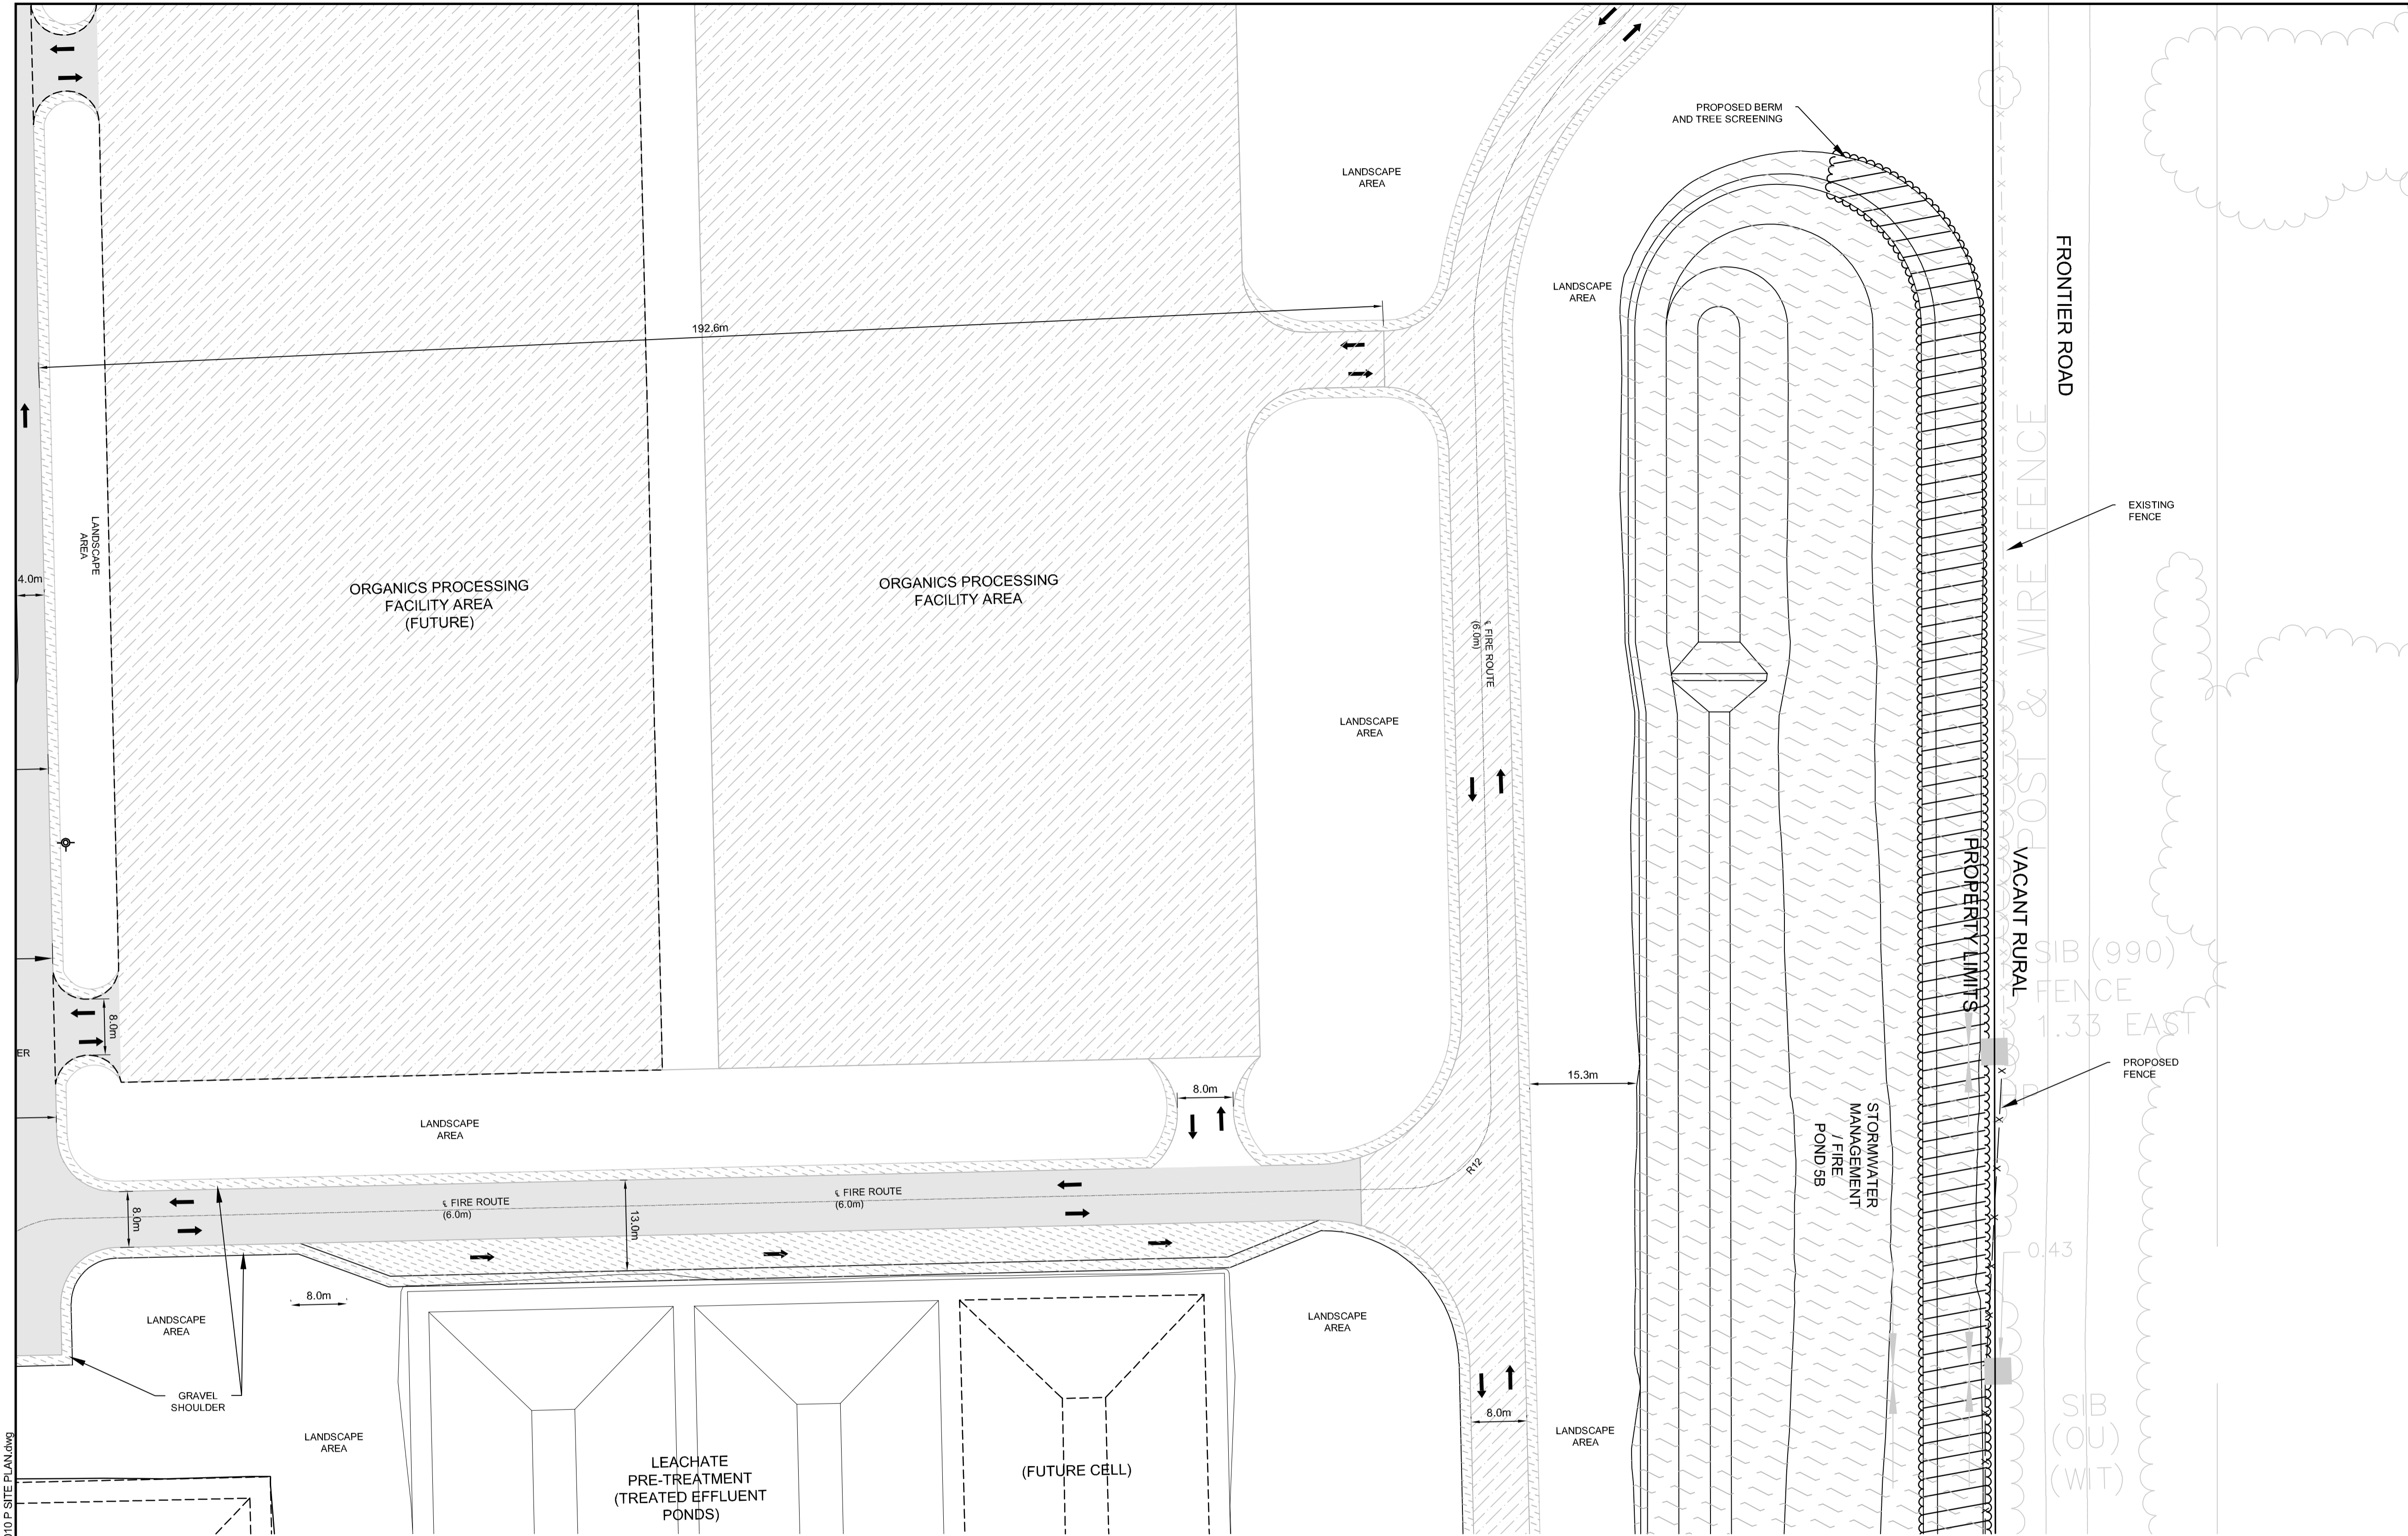 PROPOSED BERM
AND TREE SCREENING
LANDSCAPE
AREA
LANDSCAPE
AREA
FRONTIER ROAD
192.6m
POST & WIRE FENCE
EXISTING
FENCE
LANDSCAPE
AREA
4.0m
ORGANICS PROCESSING
FACILITY AREA
(FUTURE)
ORGANICS PROCESSING
FACILITY AREA
℄ FIRE ROUTE
(6.0m)
LANDSCAPE
AREA
PROPERTY LIMITS
VACANT RURAL
SIB (990)
FENCE
1.33 EAST
8.0m
ER
PROPOSED
FENCE
15.3m
8.0m
LANDSCAPE
AREA
STORMWATER
MANAGEMENT
/ FIRE
POND 5B
R12
℄ FIRE ROUTE
(6.0m)
℄ FIRE ROUTE
(6.0m)
8.0m
13.0m
0.43
8.0m
LANDSCAPE
AREA
LANDSCAPE
AREA
GRAVEL
SHOULDER
8.0m
LANDSCAPE
AREA
LANDSCAPE
AREA
LEACHATE
PRE-TREATMENT
(TREATED EFFLUENT
PONDS)
(FUTURE CELL)
SIB
(OU)
(WIT)
010 P SITE PLAN.dwg